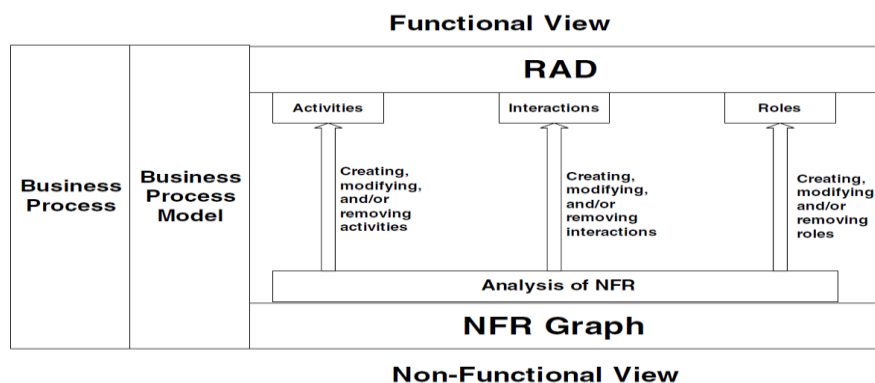 Functional View
RAD
Activities
Interactions
Roles
Business
Process
Business
Process
Model
Creating,
modifying,
and/or
removing
activities
Creating,
modifying,
and/or
removing
interactions
Creating,
modifying
and/or
removing
roles
Analysis of NFR
NFR Graph
Non-Functional View